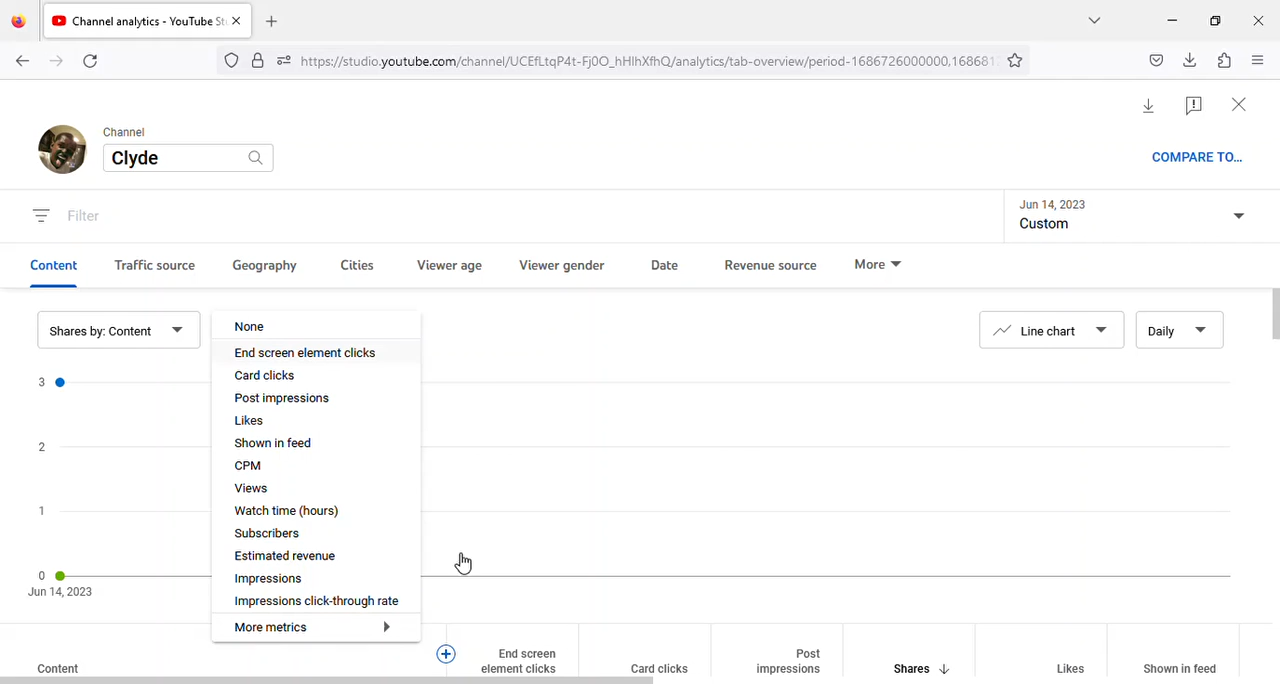 Channel analytics - YouTube St
https://studio.youtube.com/channel/UCEfLtqP4t-Fj0O_hHlhXfhQ/analytics/tab-overview/period-1686726000000,16868
Channel
Clyde
COMPARE TO...
Filter
Jun 14, 2023
Custom
Content Traffic source Geography Cities Viewer age Viewer gender Date Revenue source More
Shares by: Content
Line chart
Daily
None
End screen element clicks
Card clicks
Post impressions
Likes
Shown in feed
CPM
Views
Watch time (hours)
Subscribers
Estimated revenue
Impressions
Impressions click-through rate
More metrics
3
2
1
0
Jun 14, 2023
Content
End screen
element clicks
Card clicks
Post
impressions
Shares
Likes
Shown in feed